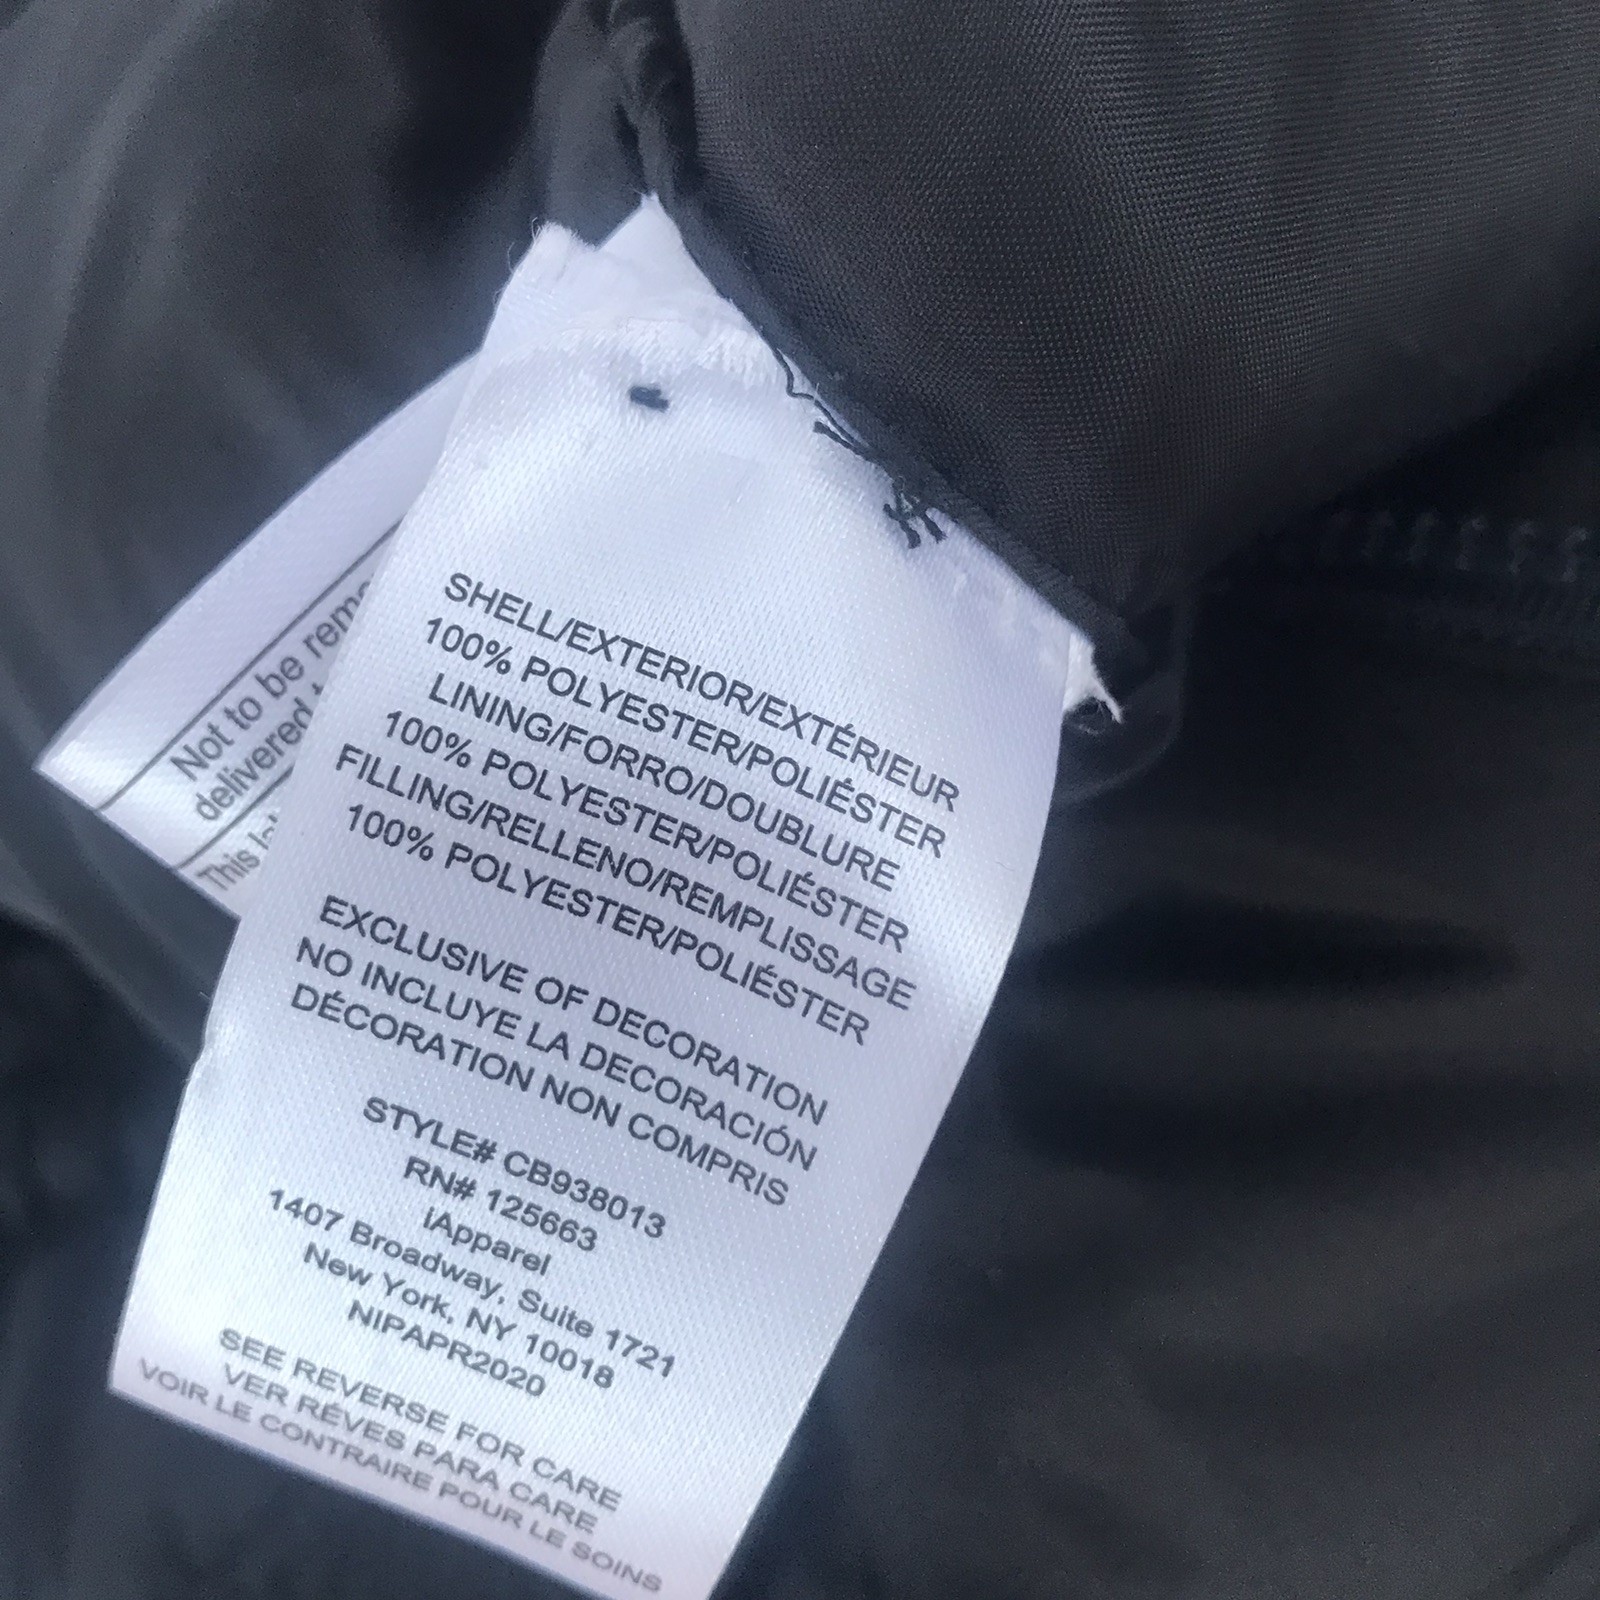 SHELL/EXTERIOR/EXTÉRIEUR
100% POLYESTER/POLIÉSTER
LINING/FORRO/DOUBLURE
100% POLYESTER/POLIÉSTER
FILLING/RELLENO/REMPLISSAGE
100% POLYESTER/POLIÉSTER
EXCLUSIVE OF DECORATION
NO INCLUYE LA DECORACIÓN
DÉCORATION NON COMPRIS
STYLE# CB938013
RN# 125663
iApparel
1407 Broadway, Suite 1721
New York, NY 10018
NIPAPR2020
SEE REVERSE FOR CARE
VER RÉVES PARA CARE
VOIR LE CONTRAIRE POUR LE SOINS
Not to be
delivered
This